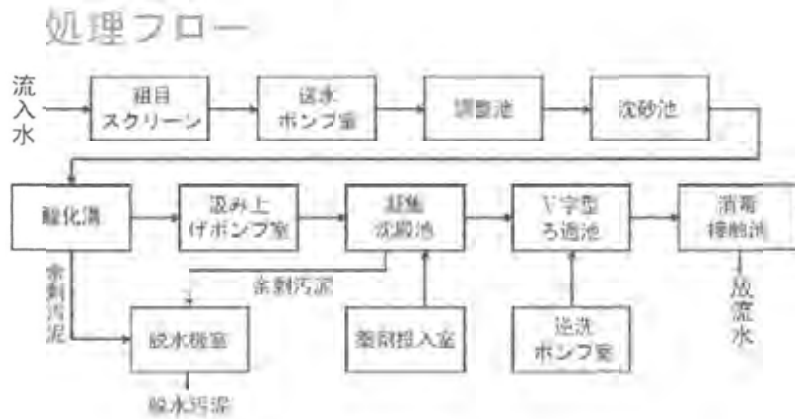 処理フロー
流入水
粗目
スクリーン
送水
ポンプ室
調整池
沈砂池
酸化溝
汲み上
げポンプ室
凝集
沈殿池
V字型
ろ過池
消毒
接触池
余剰汚泥
余剰汚泥
放流水
脱水機室
薬剤投入室
逆洗
ポンプ室
脱水汚泥